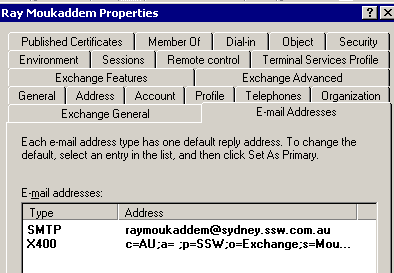 Ray Moukaddem Properties
Published Certificates Member Of Dial-in Object Security
Environment Sessions Remote control Terminal Services Profile
Exchange Features Exchange Advanced
General Address Account Profile Telephones Organization
Exchange General E-mail Addresses
Each e-mail address type has one default reply address. To change the
default, select an entry in the list, and then click Set As Primary.
E-mail addresses:
Type Address
SMTP raymoukaddem@sydney.ssw.com.au
X400 c=AU;a= ;p=SSW;o=Exchange;s=Mou...